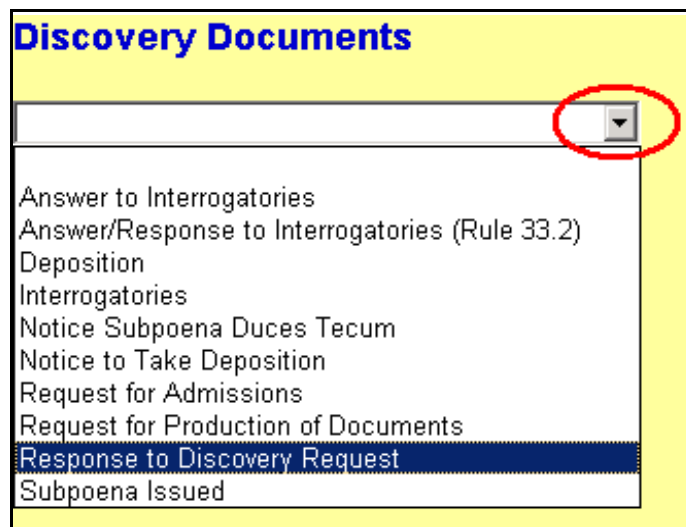 Discovery Documents
Answer to Interrogatories
Answer/Response to Interrogatories (Rule 33.2)
Deposition
Interrogatories
Notice Subpoena Duces Tecum
Notice to Take Deposition
Request for Admissions
Request for Production of Documents
Response to Discovery Request
Subpoena Issued